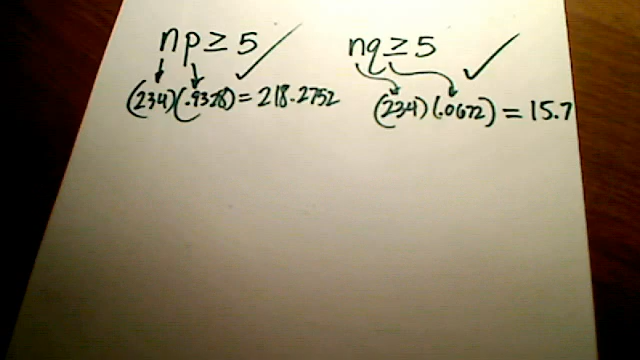 np ≥ 5 ✓
(234)(.9328) = 218.2752
nq ≥ 5 ✓
(234)(.0672) = 15.7